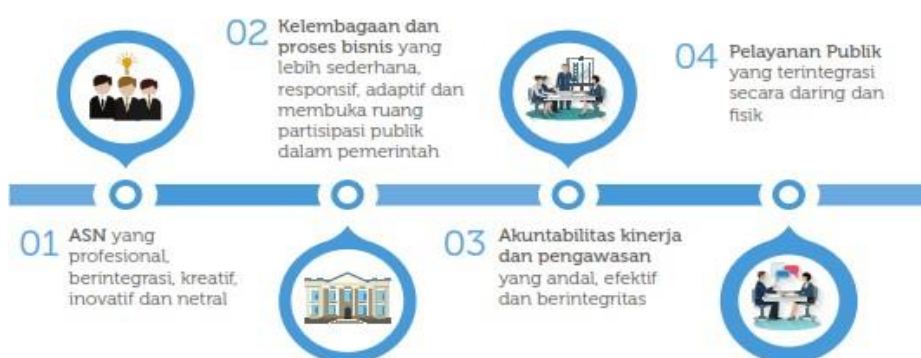 01 ASN yang
profesional,
berintegrasi, kreatif,
inovatif dan netral
02 Kelembagaan dan
proses bisnis yang
lebih sederhana,
responsif, adaptif dan
membuka ruang
partisipasi publik
dalam pemerintah
03 Akuntabilitas kinerja
dan pengawasan
yang andal, efektif
dan berintegritas
04 Pelayanan Publik
yang terintegrasi
secara daring dan
fisik